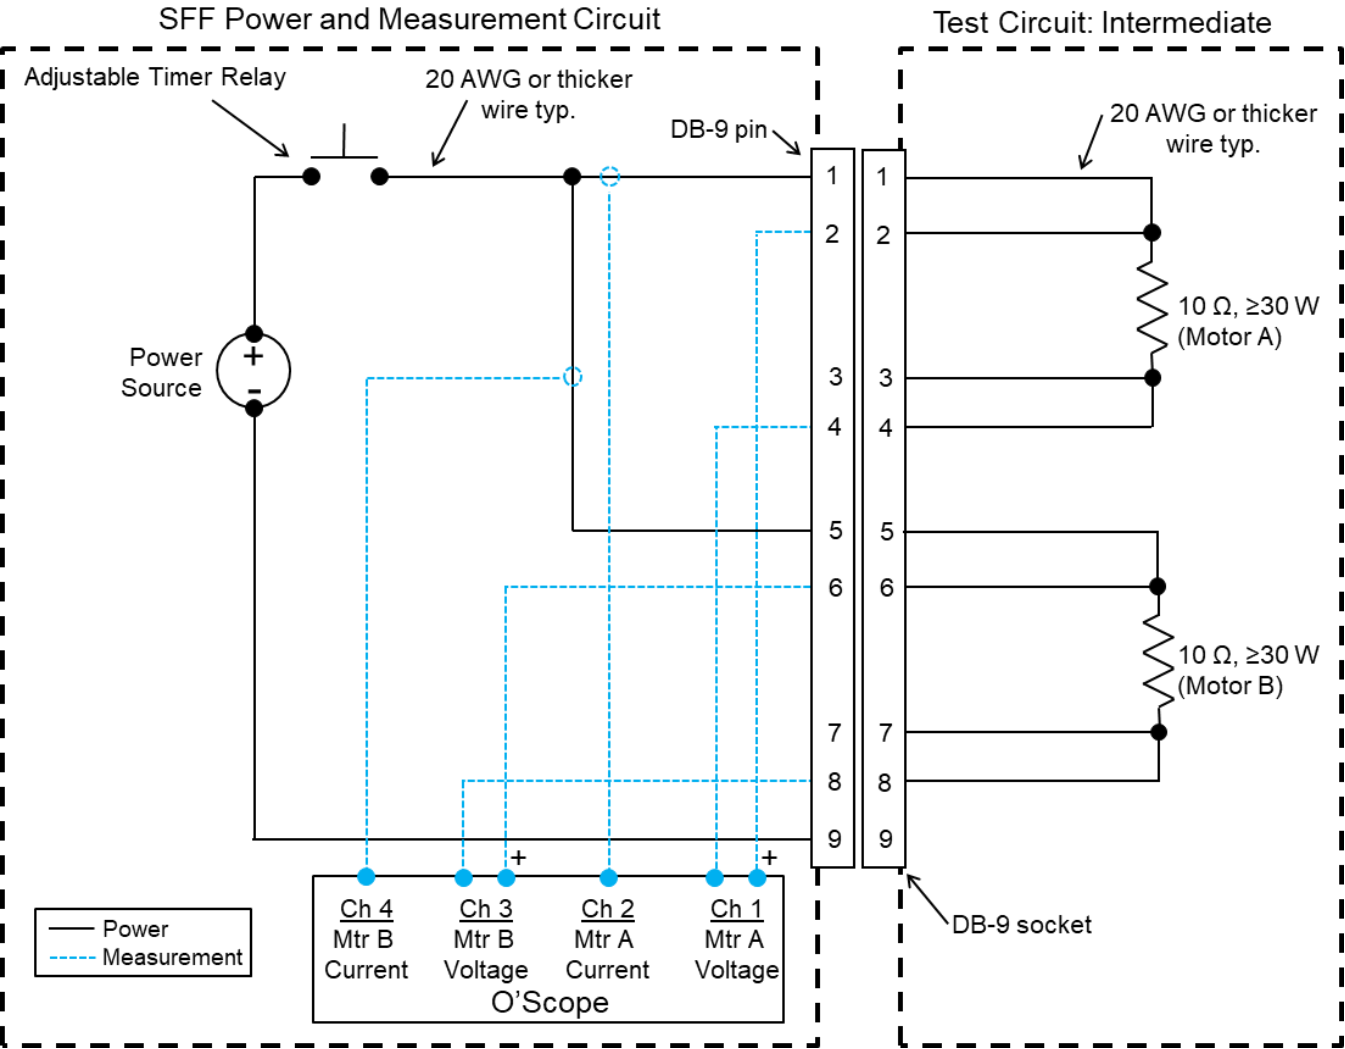 SFF Power and Measurement Circuit
Test Circuit: Intermediate
Adjustable Timer Relay
20 AWG or thicker
wire typ.
DB-9 pin
20 AWG or thicker
wire typ.
1
2
3
4
5
6
7
8
9
1
2
3
4
5
6
7
8
9
Power
Source
+
-
10 Ω, ≥30 W
(Motor A)
10 Ω, ≥30 W
(Motor B)
+
+
Ch 4
Mtr B
Current
Ch 3
Mtr B
Voltage
Ch 2
Mtr A
Current
Ch 1
Mtr A
Voltage
O’Scope
Power
Measurement
DB-9 socket